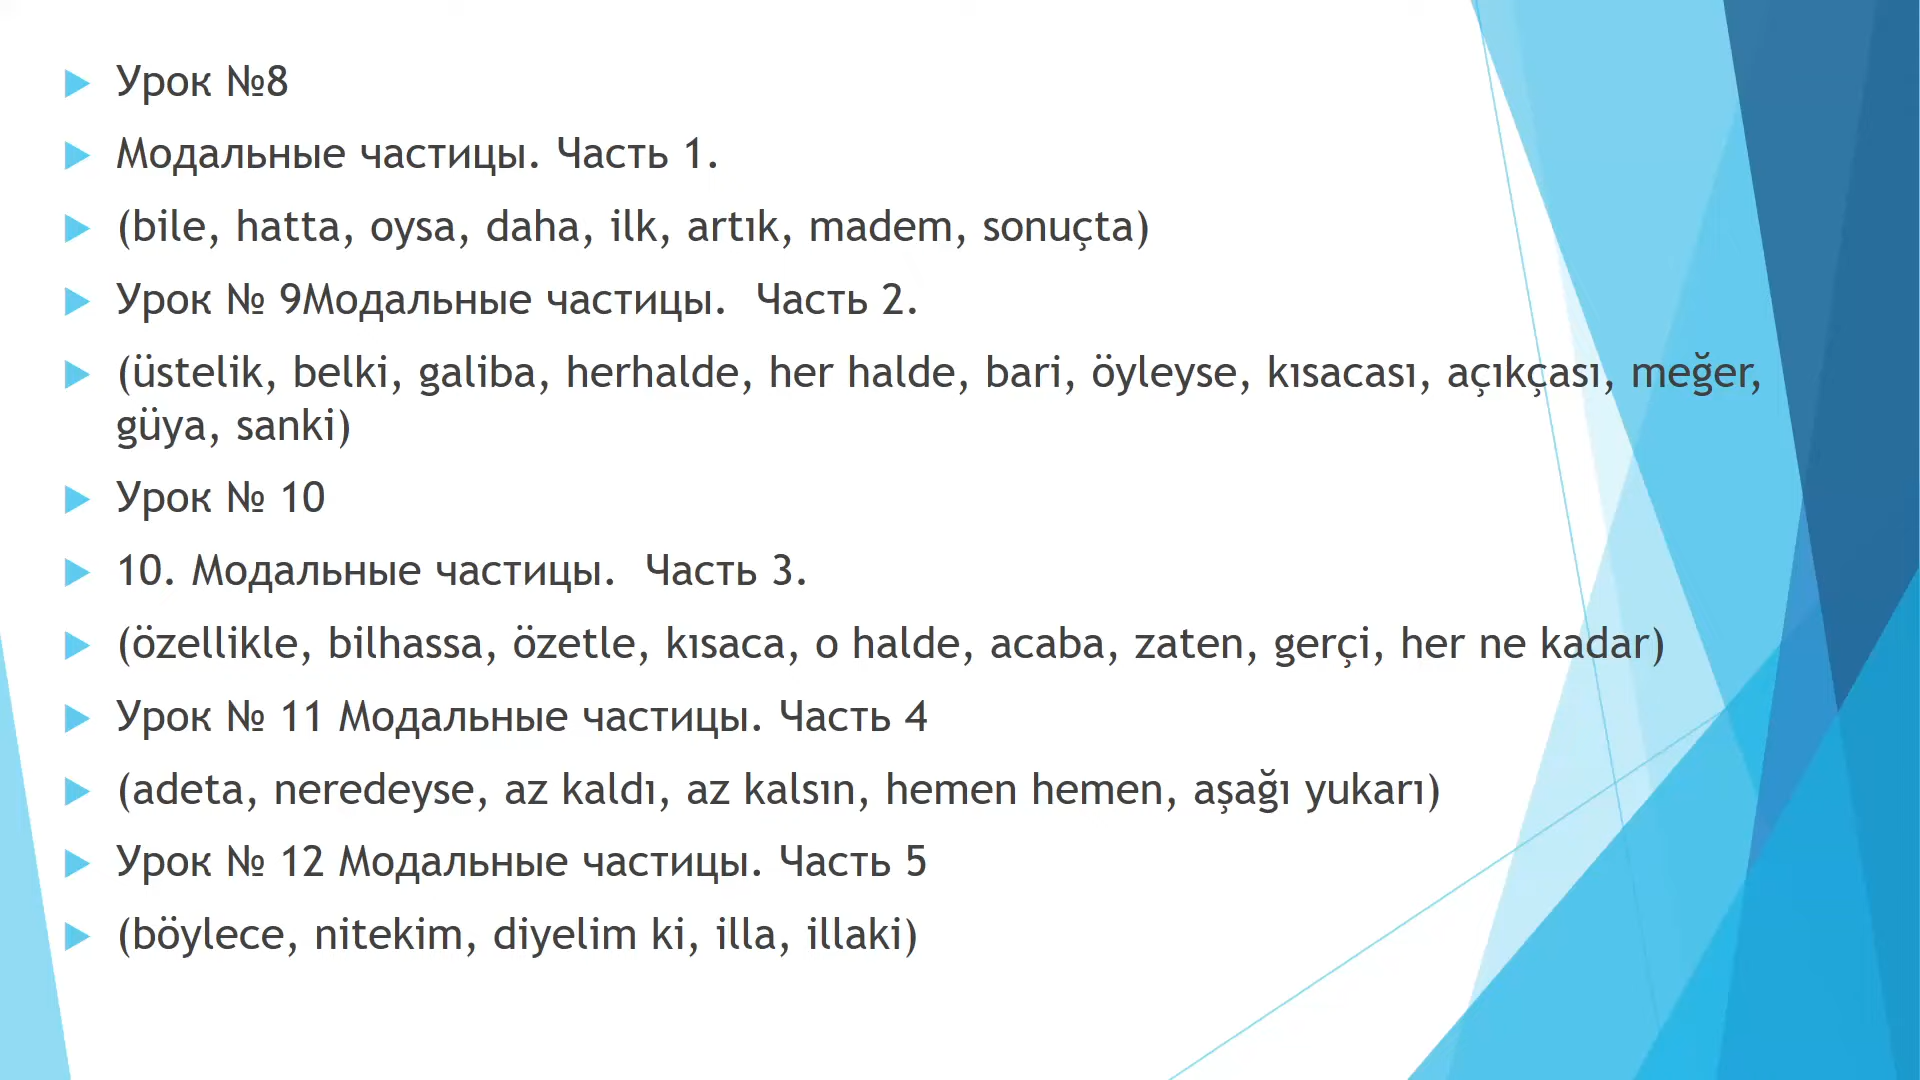 Урок №8
Модальные частицы. Часть 1.
(bile, hatta, oysa, daha, ilk, artık, madem, sonuçta)
Урок № 9Модальные частицы.  Часть 2.
(üstelik, belki, galiba, herhalde, her halde, bari, öyleyse, kısacası, açıkçası, meğer,
güya, sanki)
Урок № 10
10. Модальные частицы.  Часть 3.
(özellikle, bilhassa, özetle, kısaca, o halde, acaba, zaten, gerçi, her ne kadar)
Урок № 11 Модальные частицы. Часть 4
(adeta, neredeyse, az kaldı, az kalsın, hemen hemen, aşağı yukarı)
Урок № 12 Модальные частицы. Часть 5
(böylece, nitekim, diyelim ki, illa, illaki)